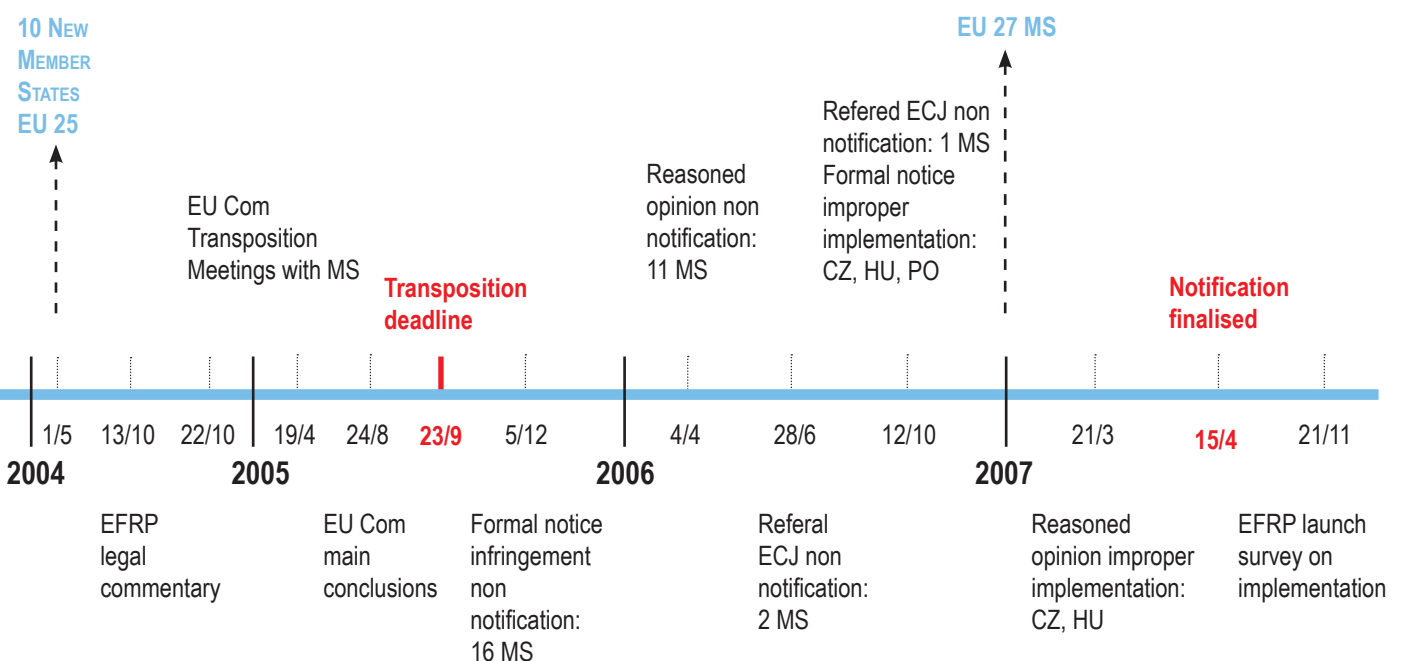 10 NEW
MEMBER
STATES
EU 25
EU 27 MS
EU Com
Transposition
Meetings with MS
Transposition
deadline
Reasoned
opinion non
notification:
11 MS
Refered ECJ non
notification: 1 MS
Formal notice
improper
implementation:
CZ, HU, PO
Notification
finalised
1/5 13/10 22/10 19/4 24/8 23/9 5/12 4/4 28/6 12/10 21/3 15/4 21/11
2004 2005 2006 2007
EFRP
legal
commentary
EU Com
main
conclusions
Formal notice
infringement
non
notification:
16 MS
Referal
ECJ non
notification:
2 MS
Reasoned
opinion improper
implementation:
CZ, HU
EFRP launch
survey on
implementation